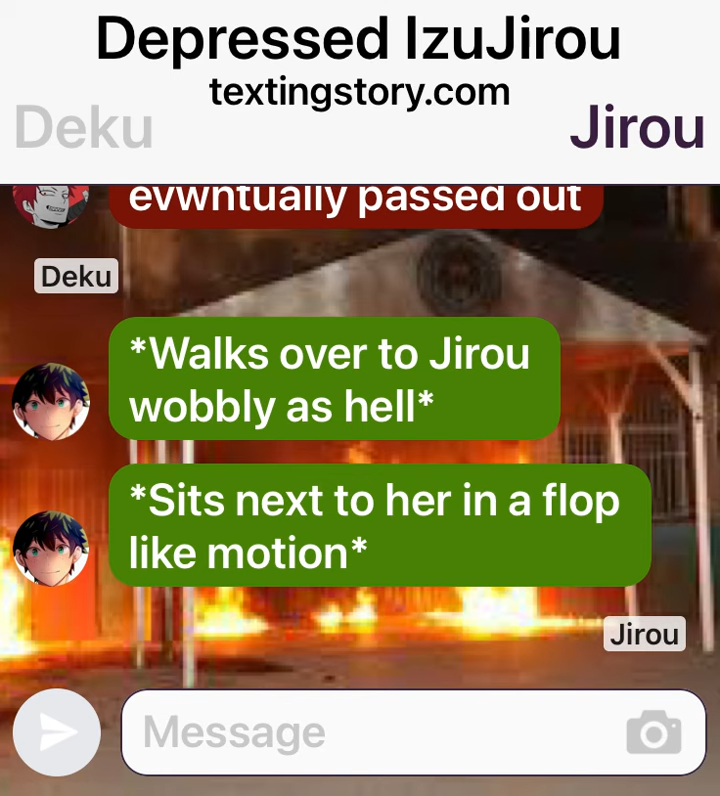 Depressed IzuJirou
textingstory.com
Deku
Jirou
evwntually passed out
Deku
*Walks over to Jirou
wobbly as hell*
*Sits next to her in a flop
like motion*
Jirou
Message